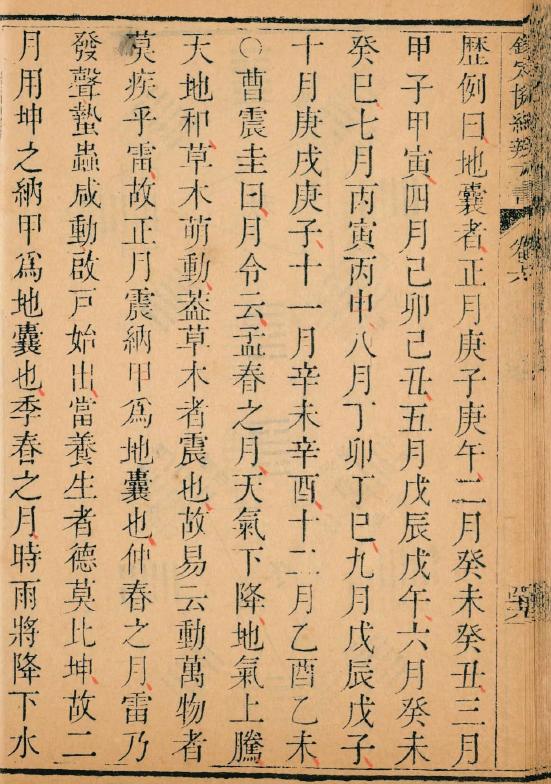 欽定協紀辨方書 卷六
歷例曰地囊者正月庚子庚午二月癸未癸丑三月
甲子甲寅四月己卯己丑五月戊辰戊午六月癸未
癸巳七月丙寅丙申八月丁卯丁巳九月戊辰戊子
十月庚戌庚子十一月辛未辛酉十二月乙酉乙未
○曹震圭曰月令云孟春之月天氣下降地氣上騰
天地和草木萌動葢草木者震也故易云動萬物者
莫疾乎雷故正月震納甲爲地囊也仲春之月雷乃
發聲蟄蟲咸動啟戸始出當養生者德莫比坤故二
月用坤之納甲爲地囊也季春之月時雨將降下水